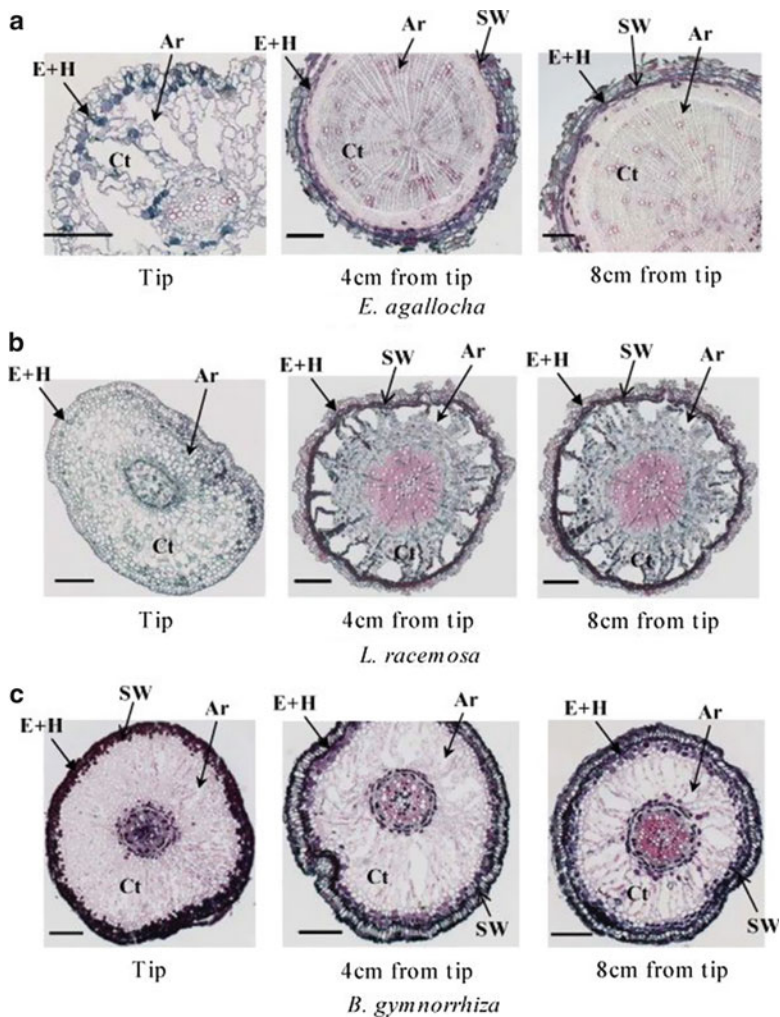 a
Ar
E+H
Ct
Tip
Ar
SW
E+H
Ct
4cm from tip
SW
Ar
E+H
Ct
8cm from tip
E. agallocha
b
E+H
Ar
Ct
Tip
SW
Ar
E+H
Ct
4cm from tip
SW
Ar
E+H
Ct
8cm from tip
L. racemosa
c
SW
E+H
Ar
Ct
Tip
E+H
Ar
Ct
SW
4cm from tip
E+H
Ar
Ct
SW
8cm from tip
B. gymnorrhiza